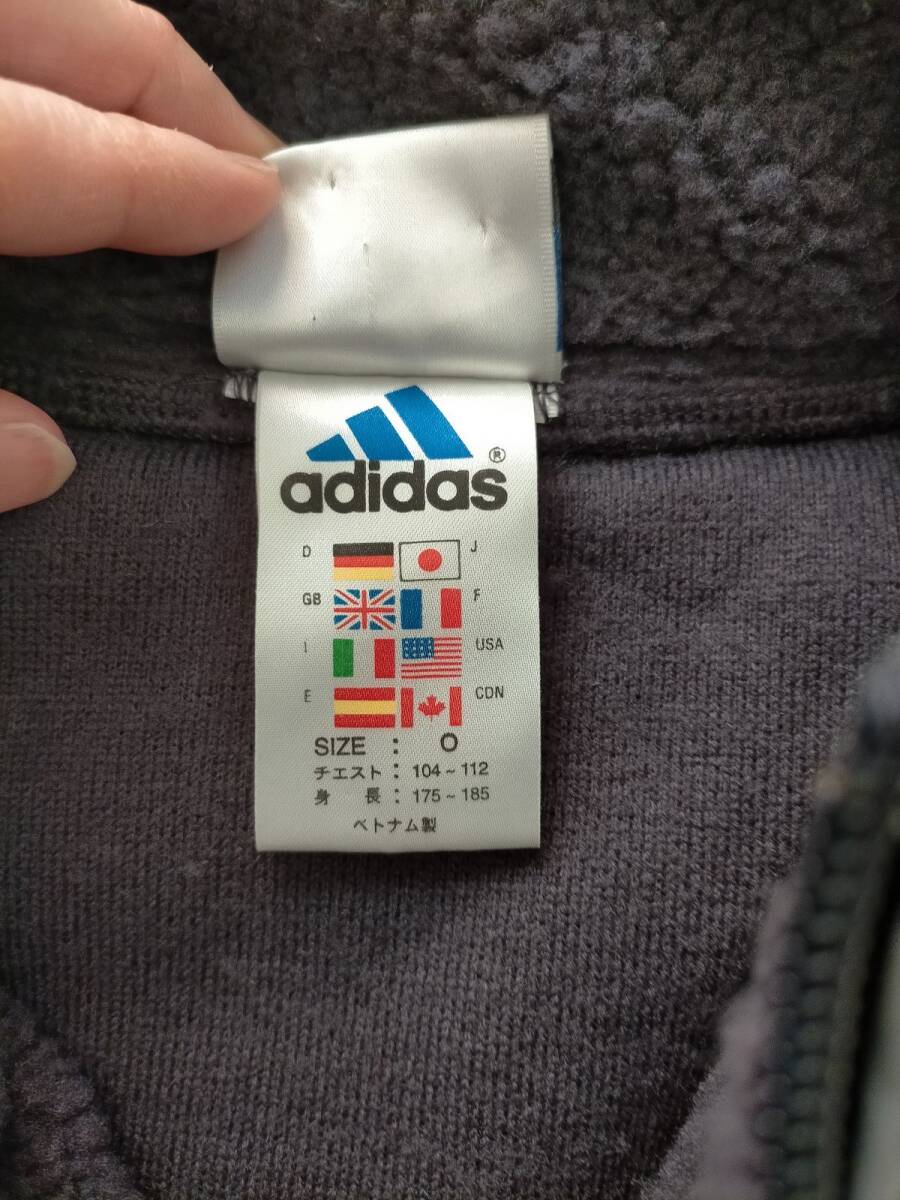 adidas®
D J
GB F
I USA
E CDN
SIZE : O
チェスト : 104~112
身 長 : 175~185
ベトナム製